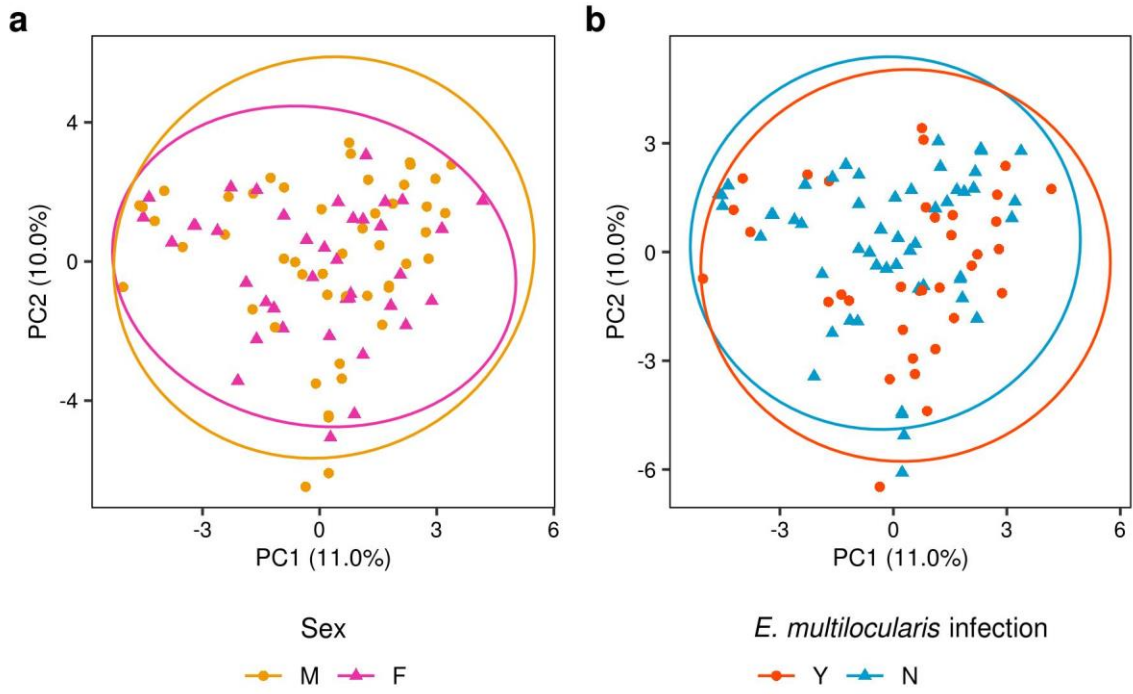 a
4
0
-4
PC2 (10.0%)
-3
0
3
6
PC1 (11.0%)
Sex
M
F
b
3
0
-3
-6
PC2 (10.0%)
-3
0
3
6
PC1 (11.0%)
E. multilocularis infection
Y
N